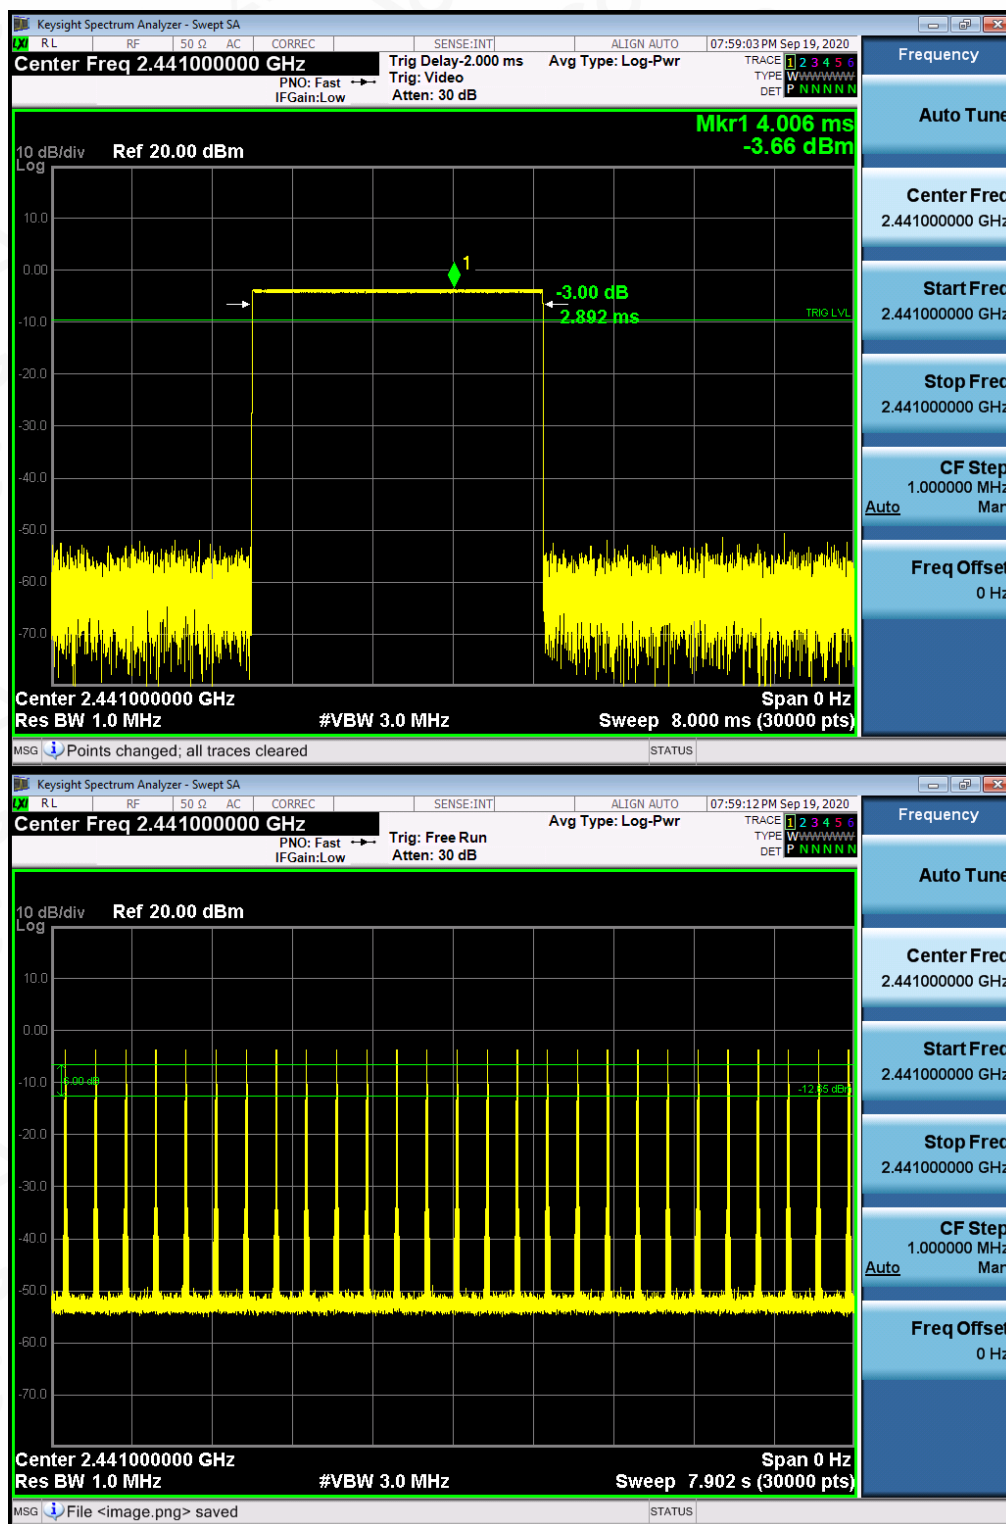 Keysight Spectrum Analyzer - Swept SA
LXI RL RF 50 Ω AC CORREC SENSE:INT ALIGN AUTO 07:59:03 PM Sep 19, 2020
Center Freq 2.441000000 GHz
PNO: Fast
IFGain:Low
Trig Delay-2.000 ms
Trig: Video
Atten: 30 dB
Avg Type: Log-Pwr
TRACE 1 2 3 4 5 6
TYPE WWWWWWW
DET P N N N N N
Frequency
Auto Tune
Center Freq
2.441000000 GHz
Start Freq
2.441000000 GHz
Stop Freq
2.441000000 GHz
CF Step
1.000000 MHz
Auto Man
Freq Offset
0 Hz
Mkr1 4.006 ms
-3.66 dBm
10 dB/div Ref 20.00 dBm
Log
10.0
0.00
-10.0
-20.0
-30.0
-40.0
-50.0
-60.0
-70.0
1
-3.00 dB
2.892 ms
TRIG LVL
Center 2.441000000 GHz Span 0 Hz
Res BW 1.0 MHz #VBW 3.0 MHz Sweep 8.000 ms (30000 pts)
MSG Points changed; all traces cleared STATUS
Keysight Spectrum Analyzer - Swept SA
LXI RL RF 50 Ω AC CORREC SENSE:INT ALIGN AUTO 07:59:12 PM Sep 19, 2020
Center Freq 2.441000000 GHz
PNO: Fast
IFGain:Low
Trig: Free Run
Atten: 30 dB
Avg Type: Log-Pwr
TRACE 1 2 3 4 5 6
TYPE WWWWWWW
DET P N N N N N
Frequency
Auto Tune
Center Freq
2.441000000 GHz
Start Freq
2.441000000 GHz
Stop Freq
2.441000000 GHz
CF Step
1.000000 MHz
Auto Man
Freq Offset
0 Hz
10 dB/div Ref 20.00 dBm
Log
10.0
0.00
-10.0
-20.0
-30.0
-40.0
-50.0
-60.0
-70.0
6.00 dB
-12.65 dBm
Center 2.441000000 GHz Span 0 Hz
Res BW 1.0 MHz #VBW 3.0 MHz Sweep 7.902 s (30000 pts)
MSG File <image.png> saved STATUS